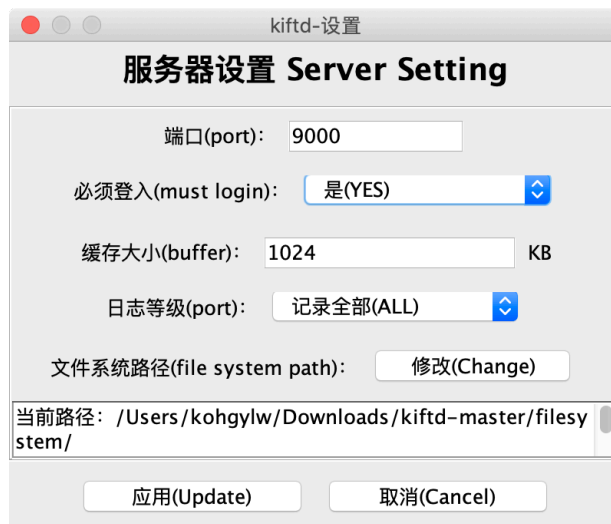 kiftd-设置
服务器设置 Server Setting
端口(port)： 9000
必须登入(must login)： 是(YES)
缓存大小(buffer)： 1024 KB
日志等级(port)： 记录全部(ALL)
文件系统路径(file system path)： 修改(Change)
当前路径：/Users/kohgylw/Downloads/kiftd-master/filesy
stem/
应用(Update) 取消(Cancel)